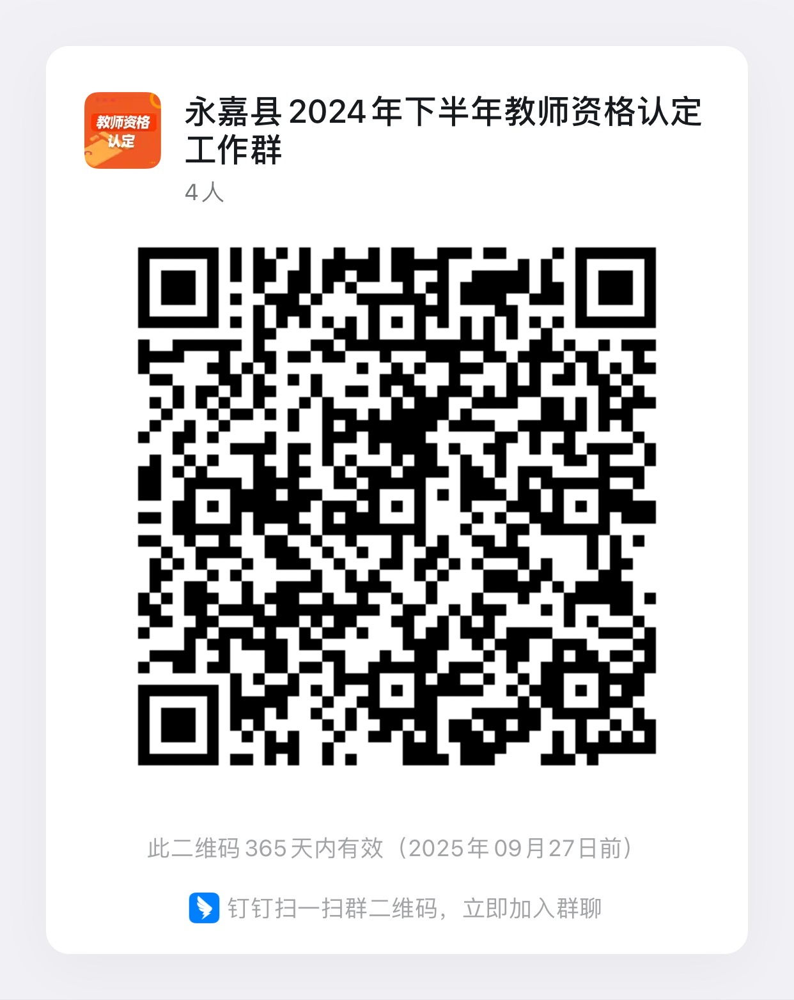 教师资格
认定
永嘉县2024年下半年教师资格认定
工作群
4人
此二维码365天内有效（2025年09月27日前）
钉钉扫一扫群二维码，立即加入群聊